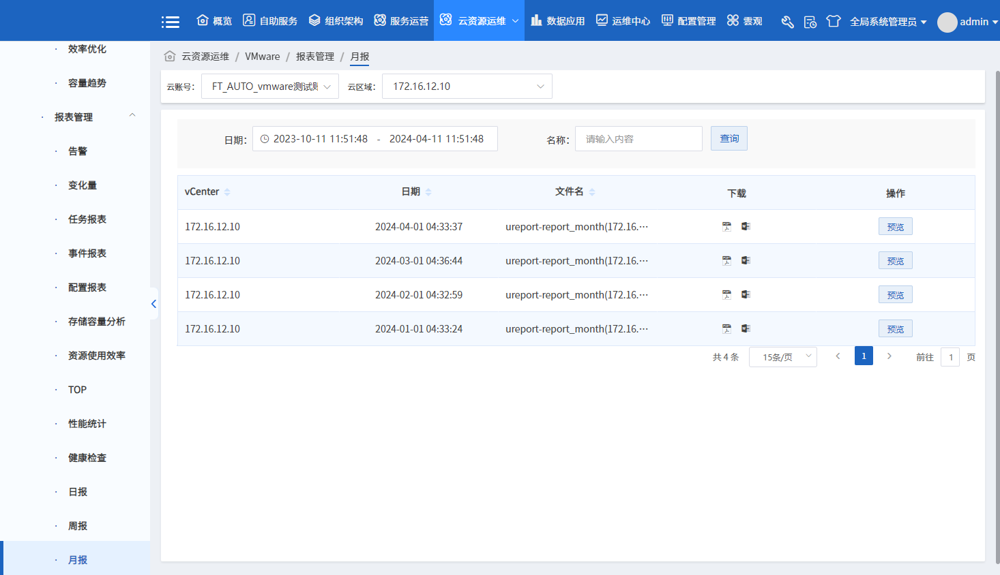 概览
自助服务
组织架构
服务运营
云资源运维
数据应用
运维中心
配置管理
雲观
全局系统管理员
admin
效率优化
容量趋势
报表管理
告警
变化量
任务报表
事件报表
配置报表
存储容量分析
资源使用效率
TOP
性能统计
健康检查
日报
周报
月报
云资源运维 / VMware / 报表管理 / 月报
云账号: FT_AUTO_vmware测试账 云区域: 172.16.12.10
日期: 2023-10-11 11:51:48 - 2024-04-11 11:51:48 名称: 请输入内容 查询
vCenter 日期 文件名 下载 操作
172.16.12.10 2024-04-01 04:33:37 ureport-report_month(172.16.··· 预览
172.16.12.10 2024-03-01 04:36:44 ureport-report_month(172.16.··· 预览
172.16.12.10 2024-02-01 04:32:59 ureport-report_month(172.16.··· 预览
172.16.12.10 2024-01-01 04:33:24 ureport-report_month(172.16.··· 预览
共 4 条 15条/页 1 前往 1 页